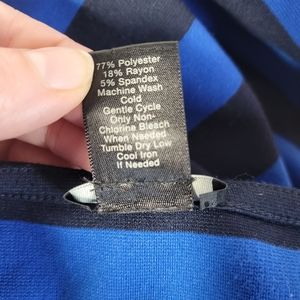 77% Polyester
18% Rayon
5% Spandex
Machine Wash
Cold
Gentle Cycle
Only Non-
Chlorine Bleach
When Needed
Tumble Dry Low
Cool Iron
If Needed